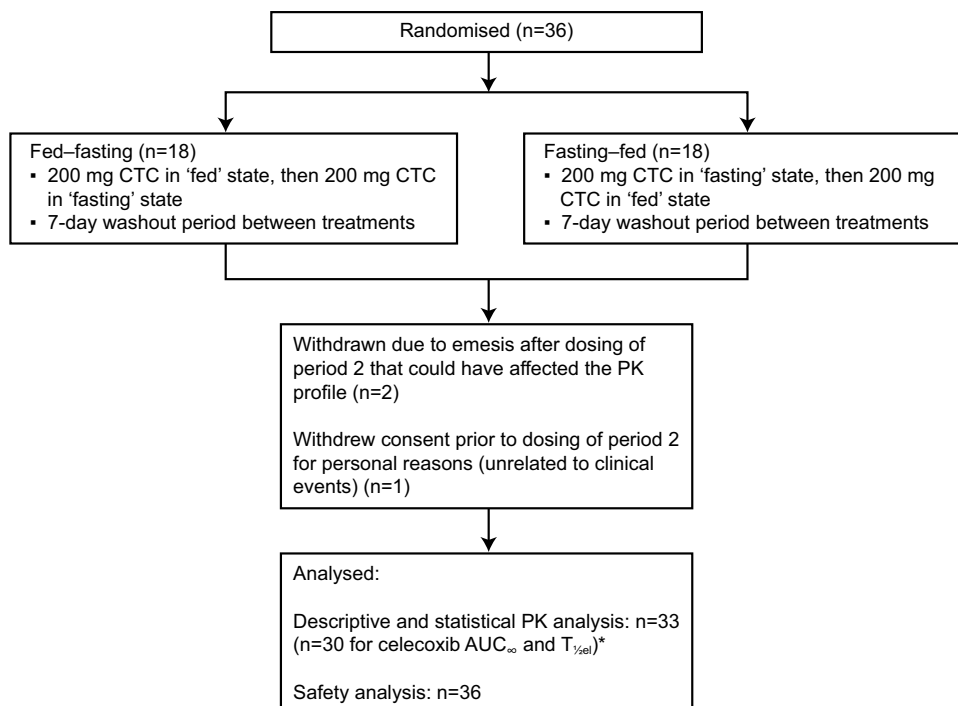 Randomised (n=36)
Fed–fasting (n=18)
▪ 200 mg CTC in ‘fed’ state, then 200 mg CTC
in ‘fasting’ state
▪ 7-day washout period between treatments
Fasting–fed (n=18)
▪ 200 mg CTC in ‘fasting’ state, then 200 mg
CTC in ‘fed’ state
▪ 7-day washout period between treatments
Withdrawn due to emesis after dosing of
period 2 that could have affected the PK
profile (n=2)
Withdrew consent prior to dosing of period 2
for personal reasons (unrelated to clinical
events) (n=1)
Analysed:
Descriptive and statistical PK analysis: n=33
(n=30 for celecoxib AUC∞ and T½el)*
Safety analysis: n=36